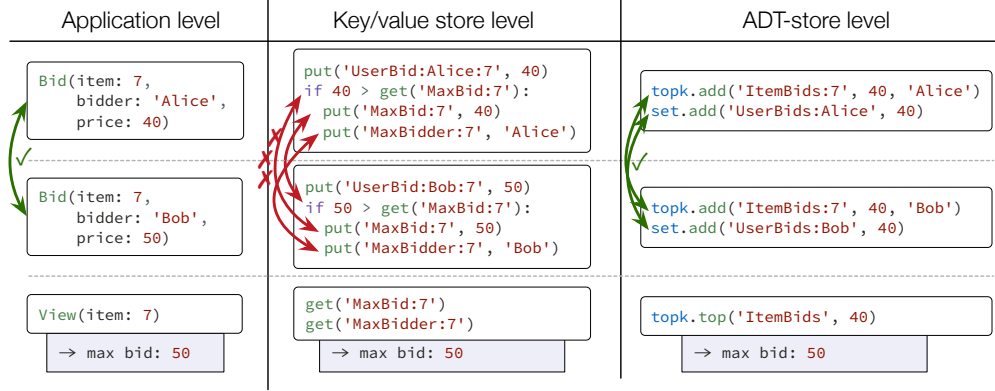 Application level
Key/value store level
ADT-store level
Bid(item: 7,
bidder: 'Alice',
price: 40)
put('UserBid:Alice:7', 40)
if 40 > get('MaxBid:7'):
put('MaxBid:7', 40)
put('MaxBidder:7', 'Alice')
topk.add('ItemBids:7', 40, 'Alice')
set.add('UserBids:Alice', 40)
Bid(item: 7,
bidder: 'Bob',
price: 50)
put('UserBid:Bob:7', 50)
if 50 > get('MaxBid:7'):
put('MaxBid:7', 50)
put('MaxBidder:7', 'Bob')
topk.add('ItemBids:7', 40, 'Bob')
set.add('UserBids:Bob', 40)
View(item: 7)
→ max bid: 50
get('MaxBid:7')
get('MaxBidder:7')
→ max bid: 50
topk.top('ItemBids', 40)
→ max bid: 50